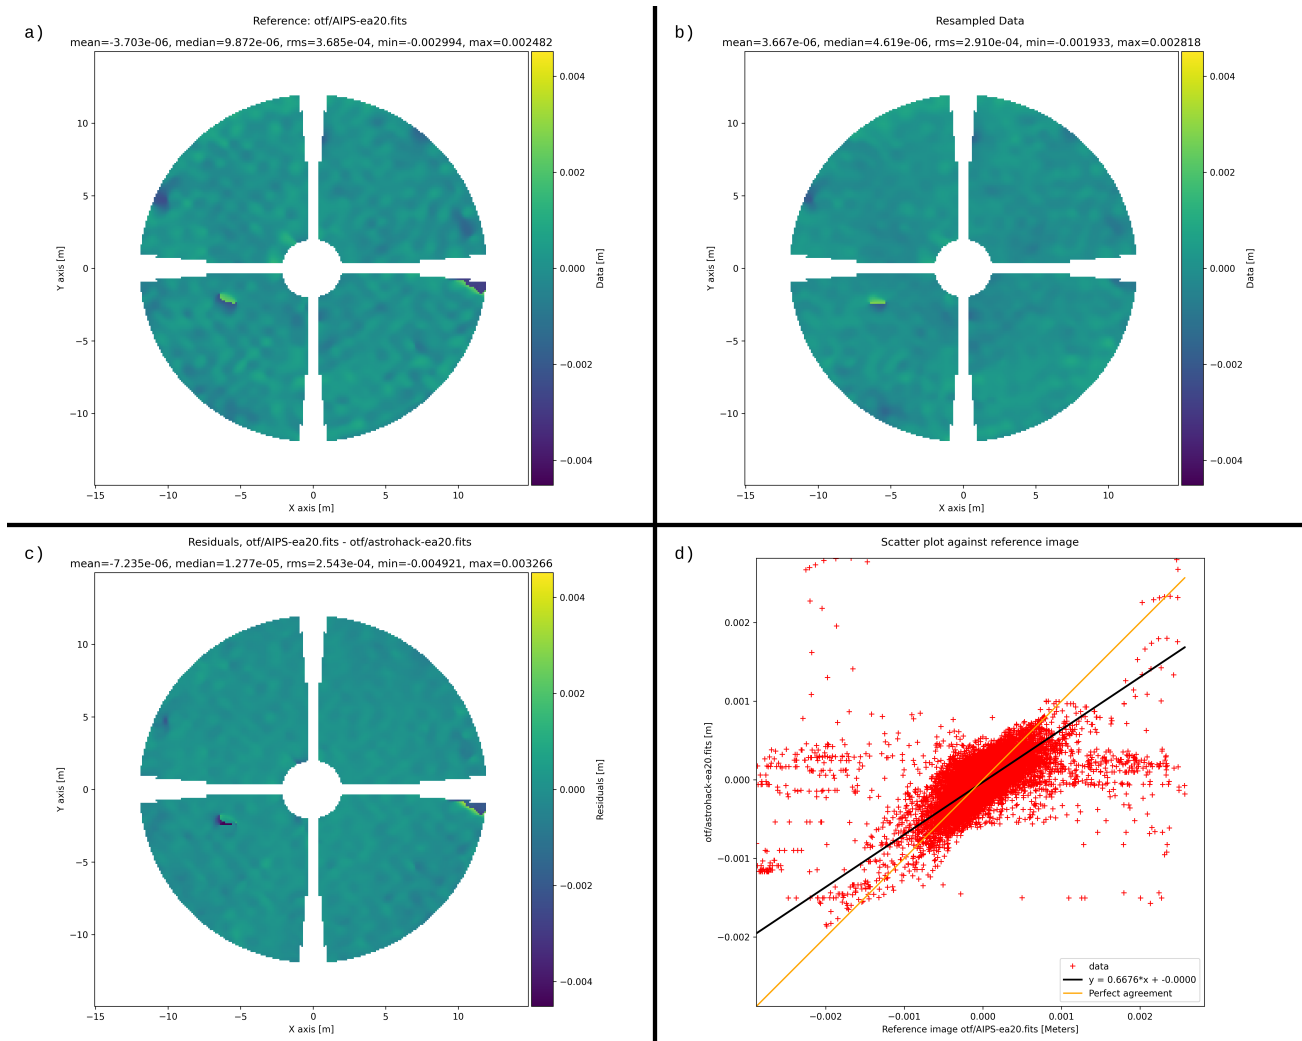 a)
Reference: otf/AIPS-ea20.fits
mean=-3.703e-06, median=9.872e-06, rms=3.685e-04, min=-0.002994, max=0.002482
10
5
0
−5
−10
Y axis [m]
−15 −10 −5 0 5 10
X axis [m]
0.004
0.002
0.000
−0.002
−0.004
Data [m]
b)
Resampled Data
mean=3.667e-06, median=4.619e-06, rms=2.910e-04, min=-0.001933, max=0.002818
10
5
0
−5
−10
Y axis [m]
−15 −10 −5 0 5 10
X axis [m]
0.004
0.002
0.000
−0.002
−0.004
Data [m]
c)
Residuals, otf/AIPS-ea20.fits - otf/astrohack-ea20.fits
mean=-7.235e-06, median=1.277e-05, rms=2.543e-04, min=-0.004921, max=0.003266
10
5
0
−5
−10
Y axis [m]
−15 −10 −5 0 5 10
X axis [m]
0.004
0.002
0.000
−0.002
−0.004
Residuals [m]
d)
Scatter plot against reference image
0.002
0.001
0.000
−0.001
−0.002
otf/astrohack-ea20.fits [m]
data
y = 0.6676*x + -0.0000
Perfect agreement
−0.002 −0.001 0.000 0.001 0.002
Reference image otf/AIPS-ea20.fits [Meters]